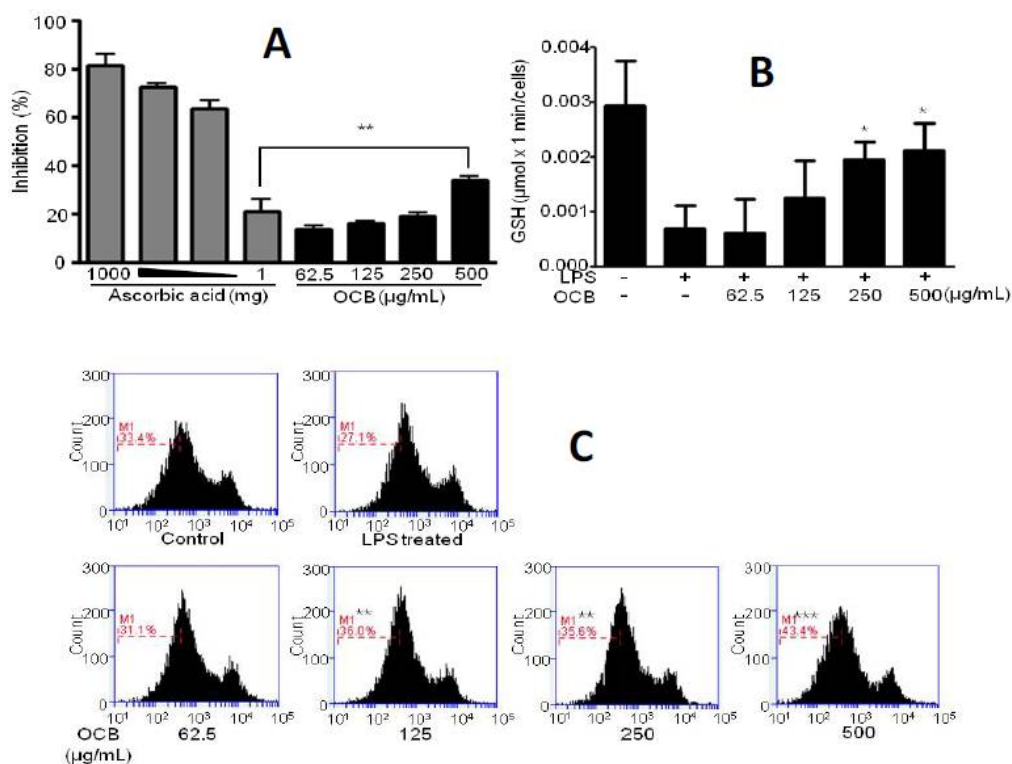 A
100
80
60
40
20
0
Inhibition (%)
**
1000 1 62.5 125 250 500
Ascorbic acid (mg) OCB (µg/mL)
B
0.004
0.003
0.002
0.001
0.000
GSH (µmol x 1 min/cells)
* *
LPS - + + + + +
OCB - - 62.5 125 250 500 (µg/mL)
C
300
200
100
0
Count
M1
33.4%
10¹ 10² 10³ 10⁴ 10⁵
Control
300
200
100
0
Count
M1
27.1%
10¹ 10² 10³ 10⁴ 10⁵
LPS treated
300
200
100
0
Count
M1
31.1%
10¹ 10² 10³ 10⁴ 10⁵
OCB 62.5
(µg/mL)
300
200
100
0
Count
**
M1
36.0%
10¹ 10² 10³ 10⁴ 10⁵
125
300
200
100
0
Count
**
M1
35.6%
10¹ 10² 10³ 10⁴ 10⁵
250
300
200
100
0
Count
***
M1
43.4%
10¹ 10² 10³ 10⁴ 10⁵
500